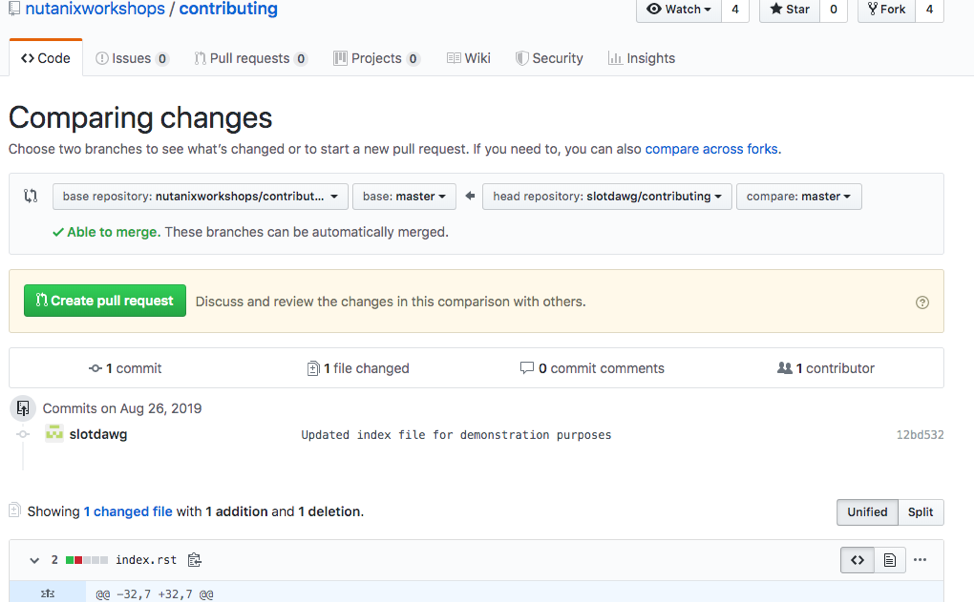 nutanixworkshops / contributing
Watch 4 Star 0 Fork 4
Code Issues 0 Pull requests 0 Projects 0 Wiki Security Insights
Comparing changes
Choose two branches to see what's changed or to start a new pull request. If you need to, you can also compare across forks.
base repository: nutanixworkshops/contribut... base: master head repository: slotdawg/contributing compare: master
Able to merge. These branches can be automatically merged.
Create pull request Discuss and review the changes in this comparison with others.
1 commit 1 file changed 0 commit comments 1 contributor
Commits on Aug 26, 2019
slotdawg Updated index file for demonstration purposes 12bd532
Showing 1 changed file with 1 addition and 1 deletion. Unified Split
2 index.rst
@@ -32,7 +32,7 @@